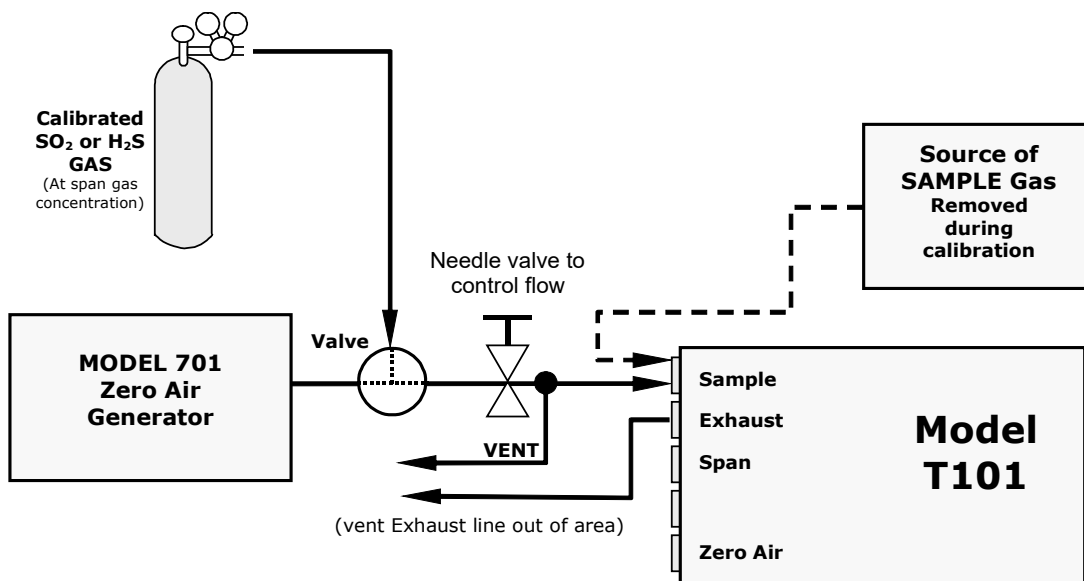 Calibrated
SO₂ or H₂S
GAS
(At span gas
concentration)
Source of
SAMPLE Gas
Removed
during
calibration
Needle valve to
control flow
MODEL 701
Zero Air
Generator
Valve
VENT
(vent Exhaust line out of area)
Sample
Exhaust
Span
Zero Air
Model
T101